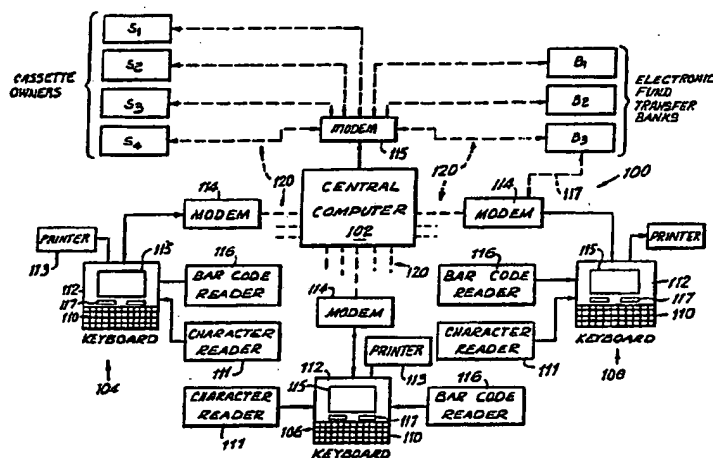 S1
S2
S3
S4
CASSETTE
OWNERS
B1
B2
B3
ELECTRONIC
FUND
TRANSFER
BANKS
MODEM
115
120
120
117
100
114
MODEM
CENTRAL
COMPUTER
102
114
MODEM
PRINTER
113
115
112
117
110
KEYBOARD
104
116
BAR CODE
READER
CHARACTER
READER
111
120
114
MODEM
PRINTER
113
112
115
117
106
110
KEYBOARD
CHARACTER
READER
111
116
BAR CODE
READER
116
BAR CODE
READER
CHARACTER
READER
111
PRINTER
115
112
117
110
KEYBOARD
108